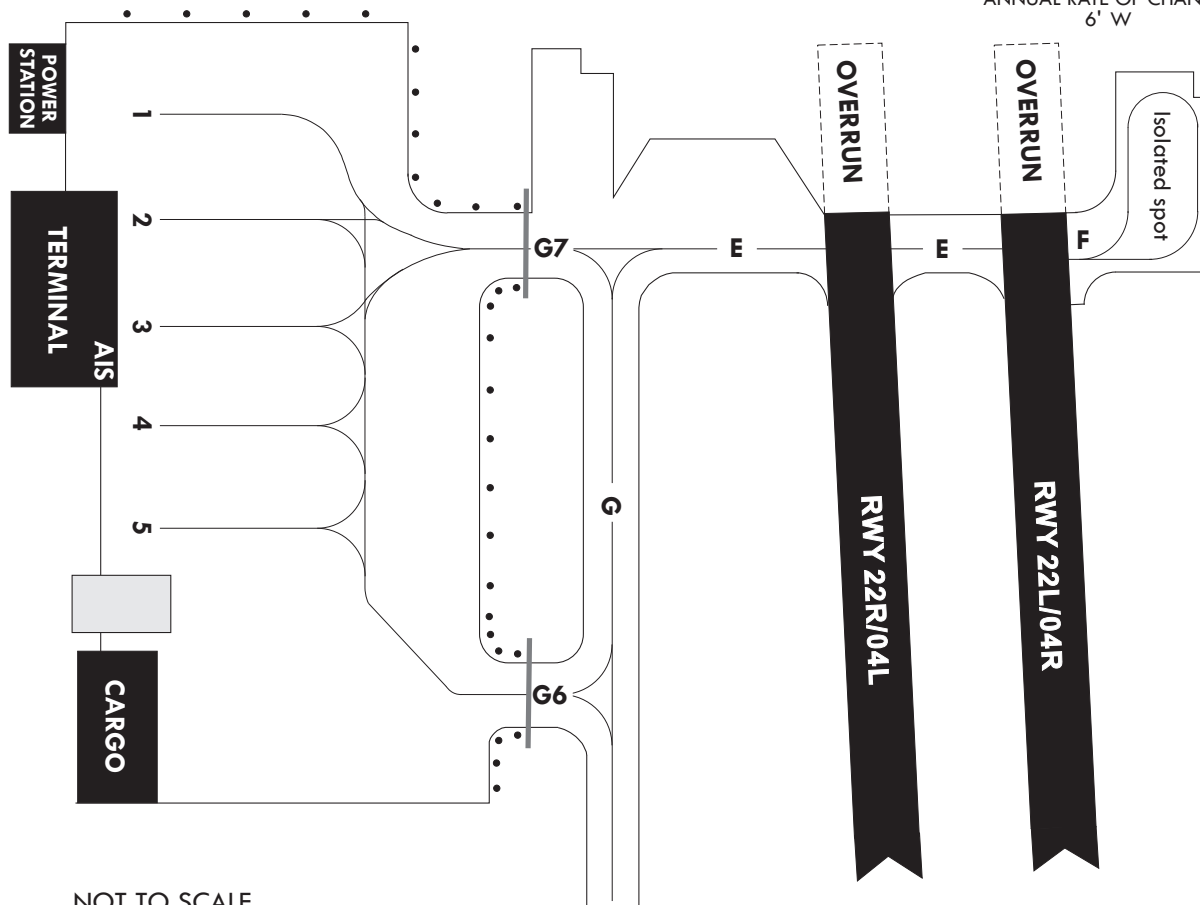 ANNUAL RATE OF CHAN
6' W
POWER
STATION
1
2
3
4
5
TERMINAL
AIS
CARGO
G7
G6
G
E
E
F
OVERRUN
OVERRUN
Isolated spot
RWY 22R/04L
RWY 22L/04R
NOT TO SCALE